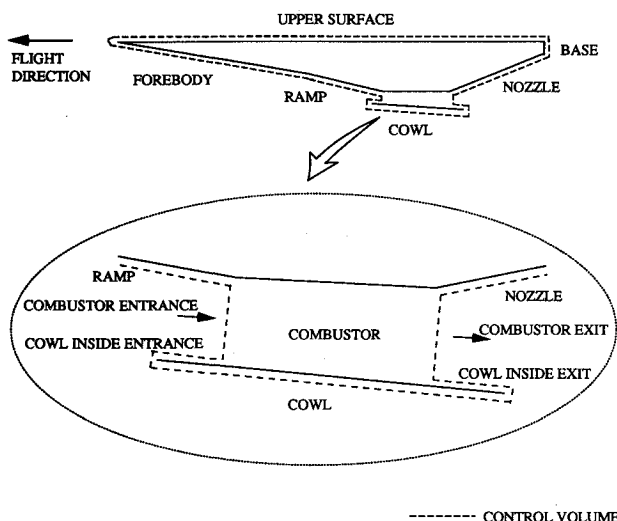 UPPER SURFACE
FLIGHT
DIRECTION
FOREBODY
RAMP
BASE
NOZZLE
COWL
RAMP
COMBUSTOR ENTRANCE
COWL INSIDE ENTRANCE
COMBUSTOR
NOZZLE
COMBUSTOR EXIT
COWL INSIDE EXIT
COWL
CONTROL VOLUME